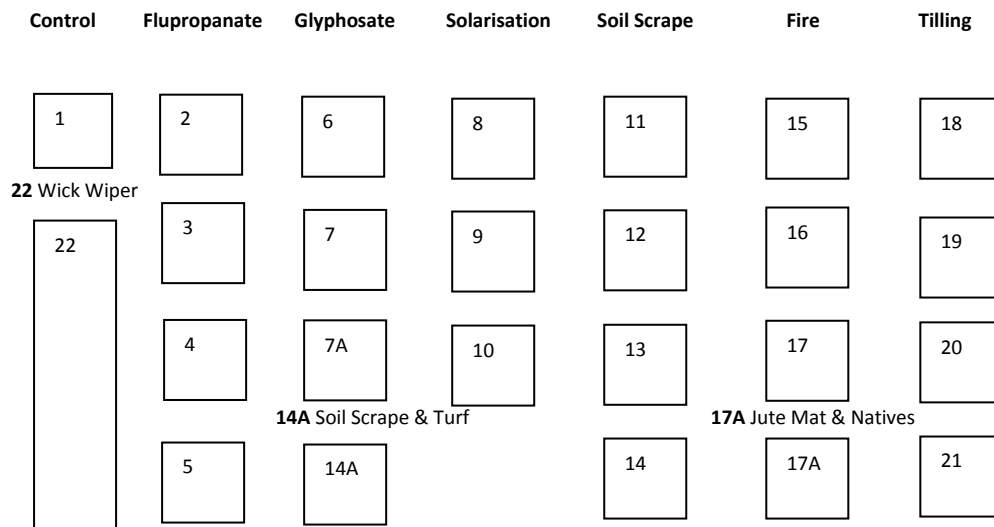 Control Flupropanate Glyphosate Solarisation Soil Scrape Fire Tilling
1 2 6 8 11 15 18
22 Wick Wiper
22 3 7 9 12 16 19
4 7A 10 13 17 20
14A Soil Scrape & Turf 17A Jute Mat & Natives
5 14A 14 17A 21